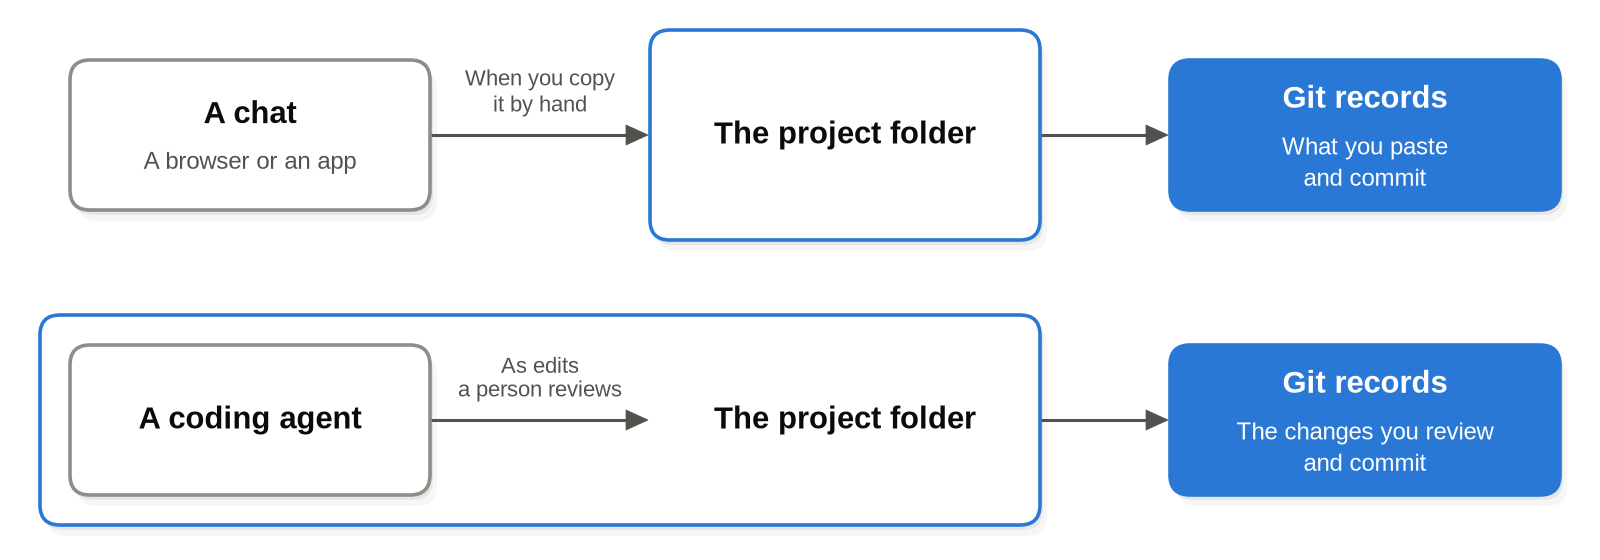 A chat
A browser or an app
When you copy
it by hand
The project folder
Git records
What you paste
and commit
A coding agent
As edits
a person reviews
The project folder
Git records
The changes you review
and commit